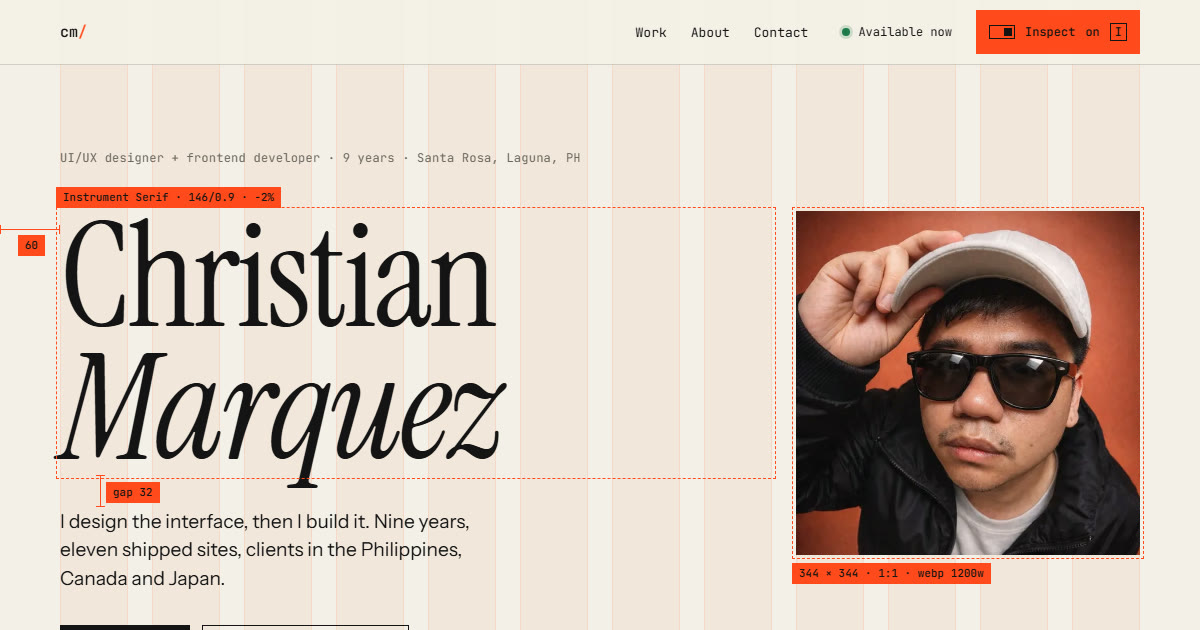 cm/
Work About Contact Available now Inspect on I
UI/UX designer + frontend developer · 9 years · Santa Rosa, Laguna, PH
Instrument Serif · 146/0.9 · -2%
60
Christian
Marquez
gap 32
I design the interface, then I build it. Nine years,
eleven shipped sites, clients in the Philippines,
Canada and Japan.
344 × 344 · 1:1 · webp 1200w